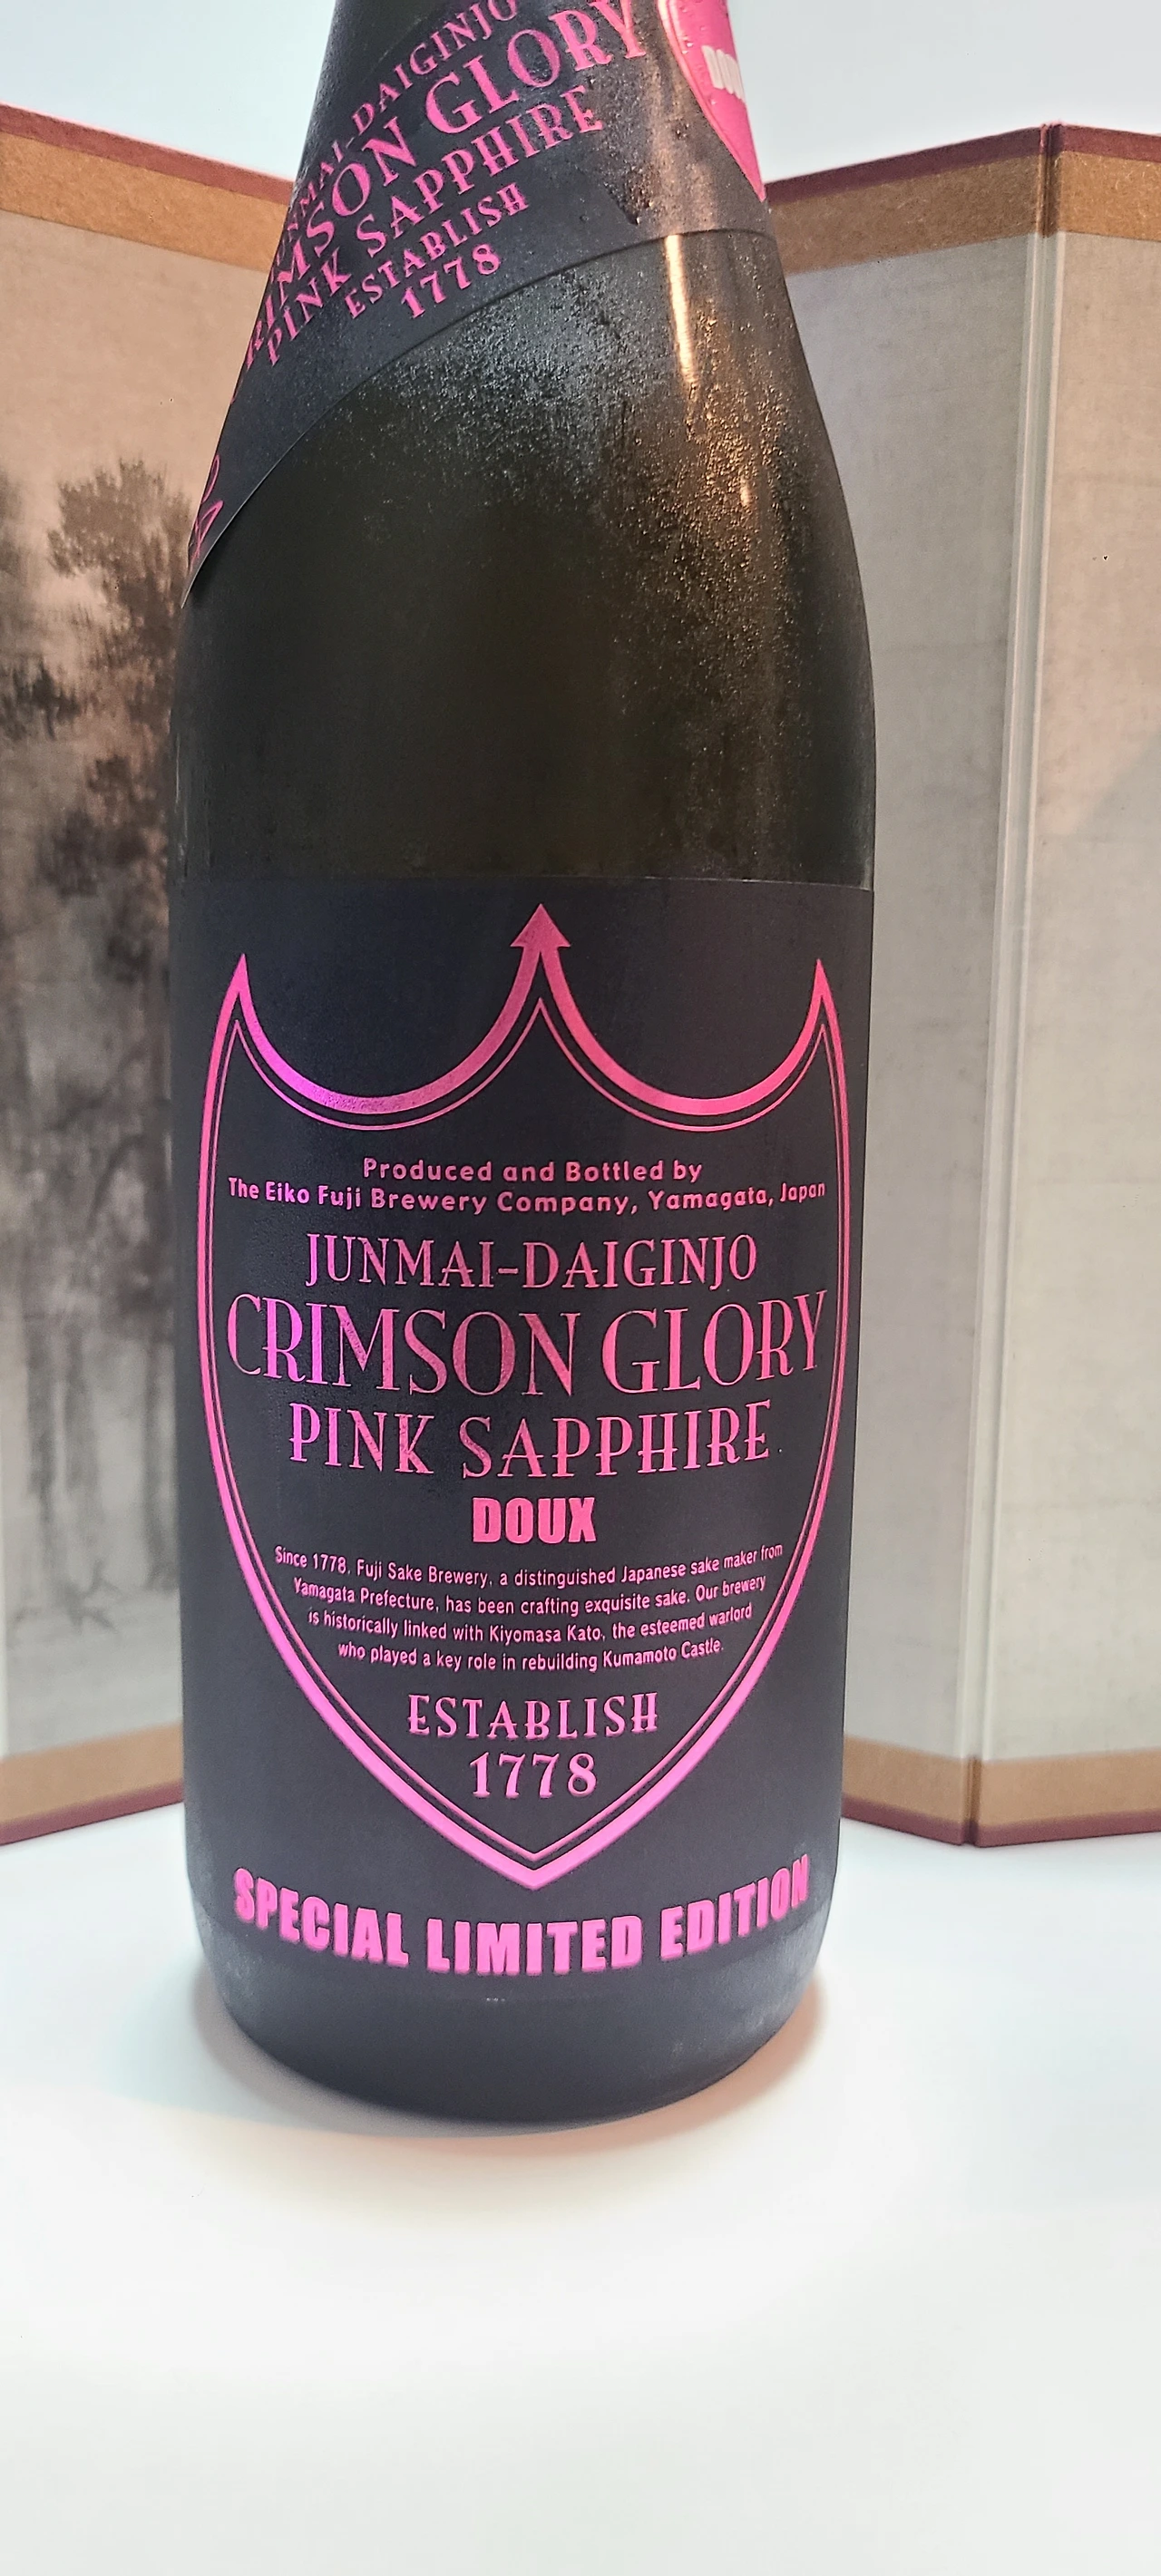 DAIGINJO
GLORY
PINK SAPPHIRE
ESTABLISH
1778
Produced and Bottled by
The Eiko Fuji Brewery Company, Yamagata, Japan
JUNMAI-DAIGINJO
CRIMSON GLORY
PINK SAPPHIRE
DOUX
Since 1778, Fuji Sake Brewery, a distinguished Japanese sake maker from
Yamagata Prefecture, has been crafting exquisite sake. Our brewery
is historically linked with Kiyomasa Kato, the esteemed warlord
who played a key role in rebuilding Kumamoto Castle.
ESTABLISH
1778
SPECIAL LIMITED EDITION